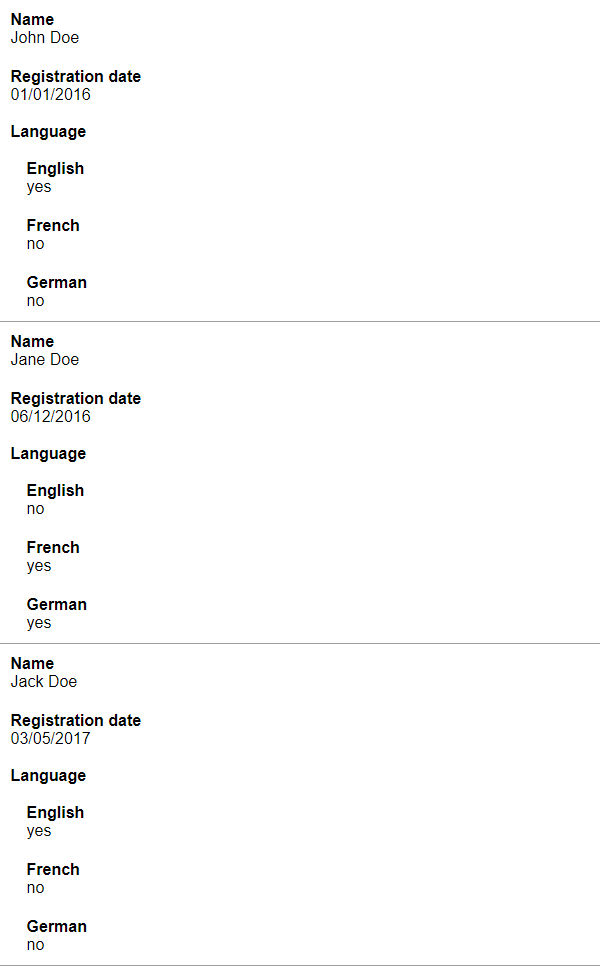 Name
John Doe
Registration date
01/01/2016
Language
English
yes
French
no
German
no
Name
Jane Doe
Registration date
06/12/2016
Language
English
no
French
yes
German
yes
Name
Jack Doe
Registration date
03/05/2017
Language
English
yes
French
no
German
no